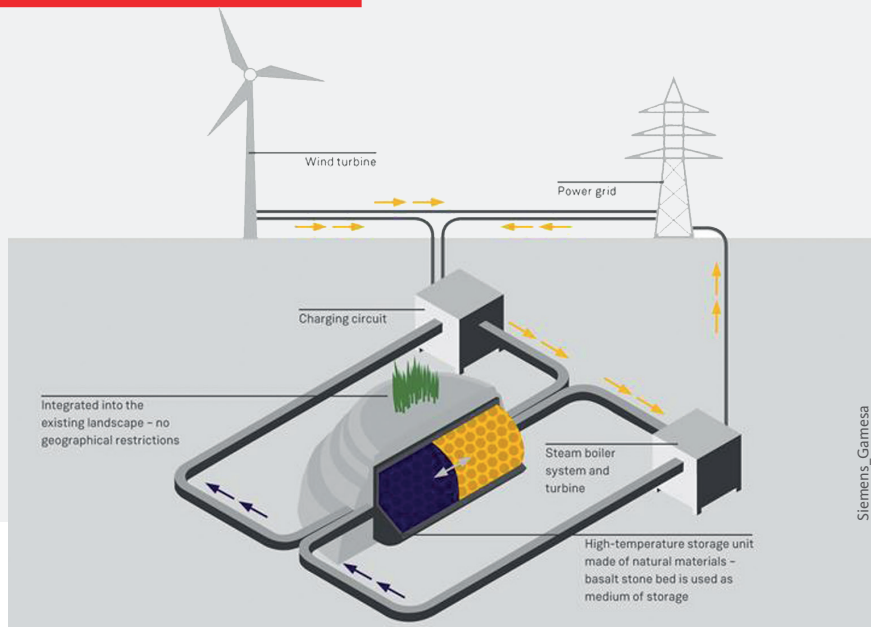 Wind turbine
Power grid
Charging circuit
Integrated into the
existing landscape – no
geographical restrictions
Steam boiler
system and
turbine
High-temperature storage unit
made of natural materials –
basalt stone bed is used as
medium of storage
Siemens_Gamesa